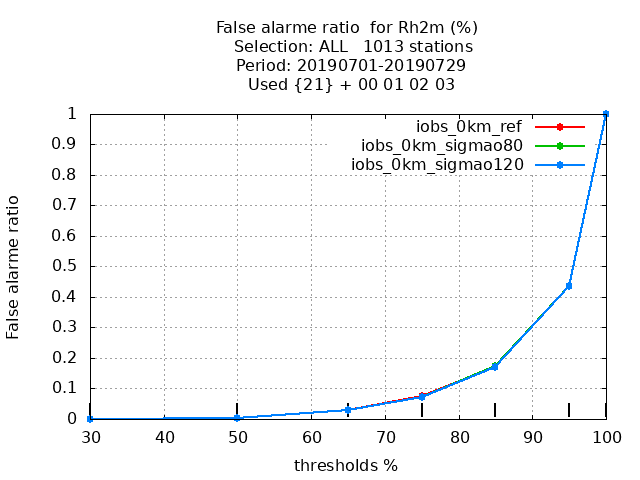 False alarme ratio  for Rh2m (%)
Selection: ALL   1013 stations
Period: 20190701-20190729
Used {21} + 00 01 02 03
iobs_0km_ref
iobs_0km_sigmao80
iobs_0km_sigmao120
False alarme ratio
1
0.9
0.8
0.7
0.6
0.5
0.4
0.3
0.2
0.1
0
30 40 50 60 70 80 90 100
thresholds %